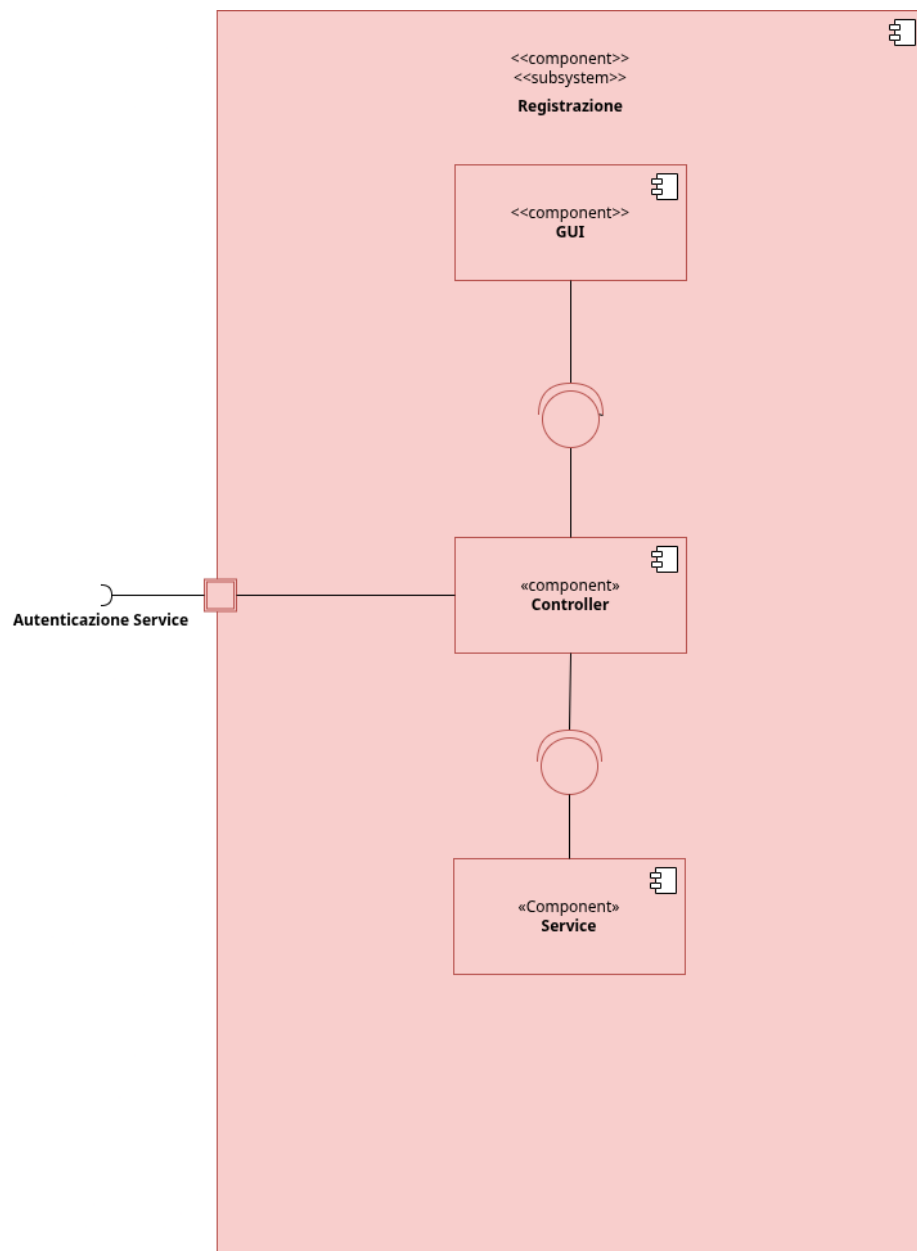 <<component>>
<<subsystem>>
Registrazione
<<component>>
GUI
«component»
Controller
Autenticazione Service
«Component»
Service